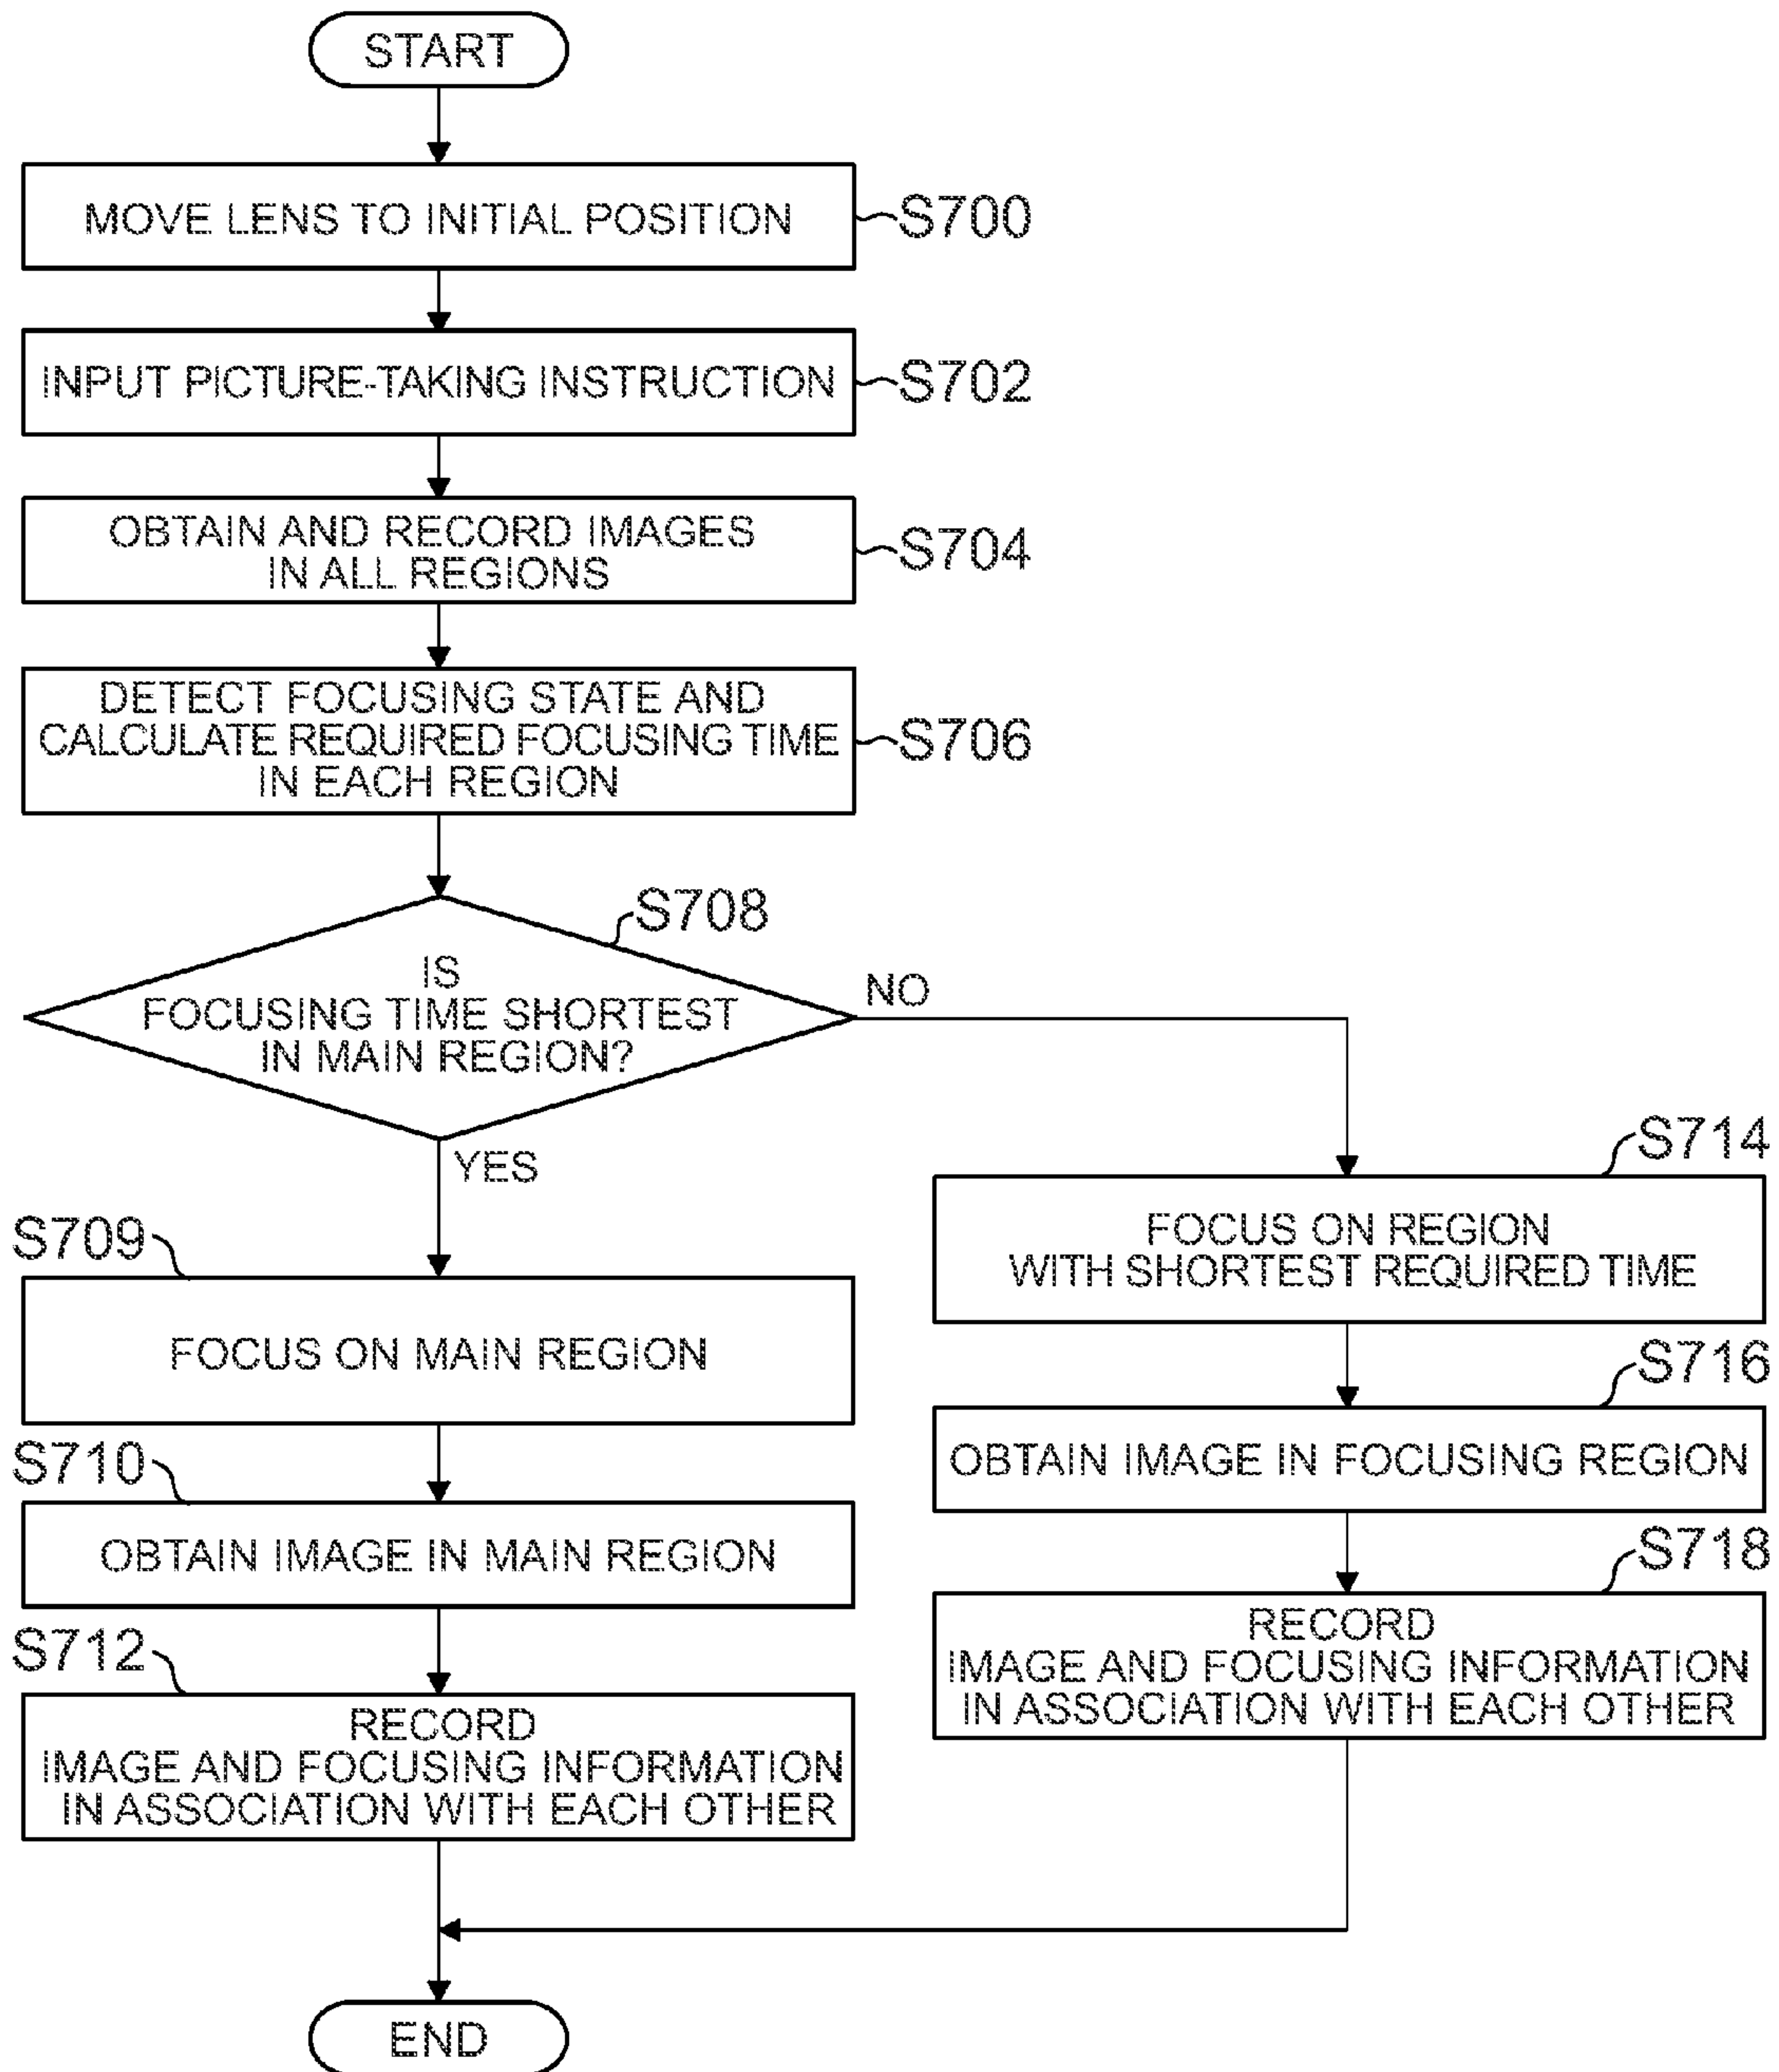 START
MOVE LENS TO INITIAL POSITION
S700
INPUT PICTURE-TAKING INSTRUCTION
S702
OBTAIN AND RECORD IMAGES
IN ALL REGIONS
S704
DETECT FOCUSING STATE AND
CALCULATE REQUIRED FOCUSING TIME
IN EACH REGION
S706
S708
IS
FOCUSING TIME SHORTEST
IN MAIN REGION?
NO
YES
S709
FOCUS ON MAIN REGION
S710
OBTAIN IMAGE IN MAIN REGION
S712
RECORD
IMAGE AND FOCUSING INFORMATION
IN ASSOCIATION WITH EACH OTHER
S714
FOCUS ON REGION
WITH SHORTEST REQUIRED TIME
S716
OBTAIN IMAGE IN FOCUSING REGION
S718
RECORD
IMAGE AND FOCUSING INFORMATION
IN ASSOCIATION WITH EACH OTHER
END